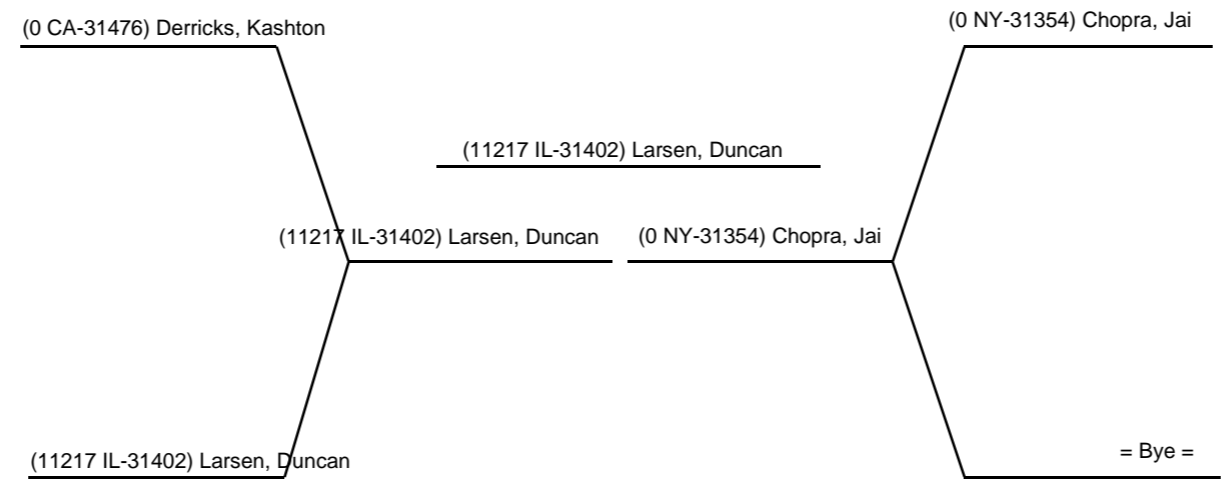 (0 CA-31476) Derricks, Kashton
(0 NY-31354) Chopra, Jai
(11217 IL-31402) Larsen, Duncan
(11217 IL-31402) Larsen, Duncan
(0 NY-31354) Chopra, Jai
(11217 IL-31402) Larsen, Duncan
= Bye =